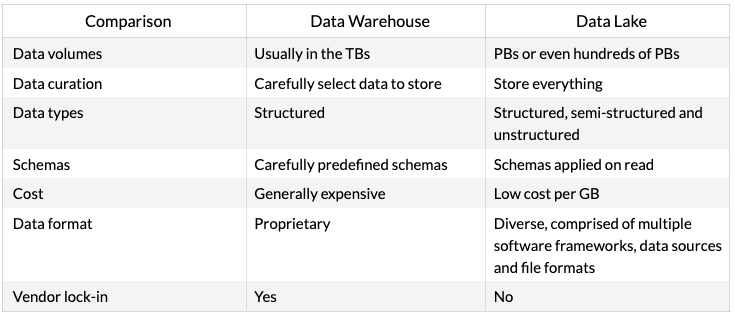 Comparison Data Warehouse Data Lake
Data volumes Usually in the TBs PBs or even hundreds of PBs
Data curation Carefully select data to store Store everything
Data types Structured Structured, semi-structured and
unstructured
Schemas Carefully predefined schemas Schemas applied on read
Cost Generally expensive Low cost per GB
Data format Proprietary Diverse, comprised of multiple
software frameworks, data sources
and file formats
Vendor lock-in Yes No